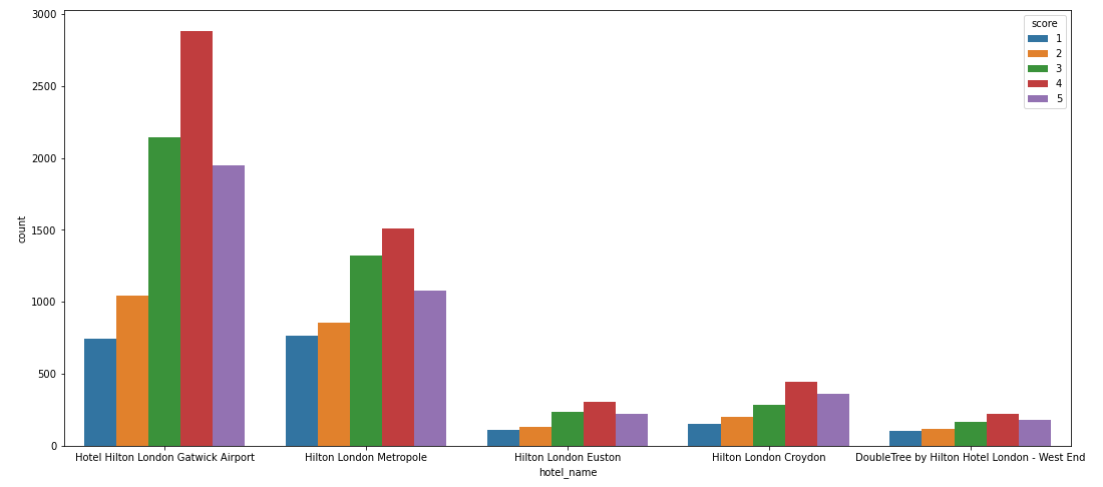 3000
2500
2000
1500
1000
500
0
count
score
1
2
3
4
5
Hotel Hilton London Gatwick Airport
Hilton London Metropole
Hilton London Euston
Hilton London Croydon
DoubleTree by Hilton Hotel London - West End
hotel_name